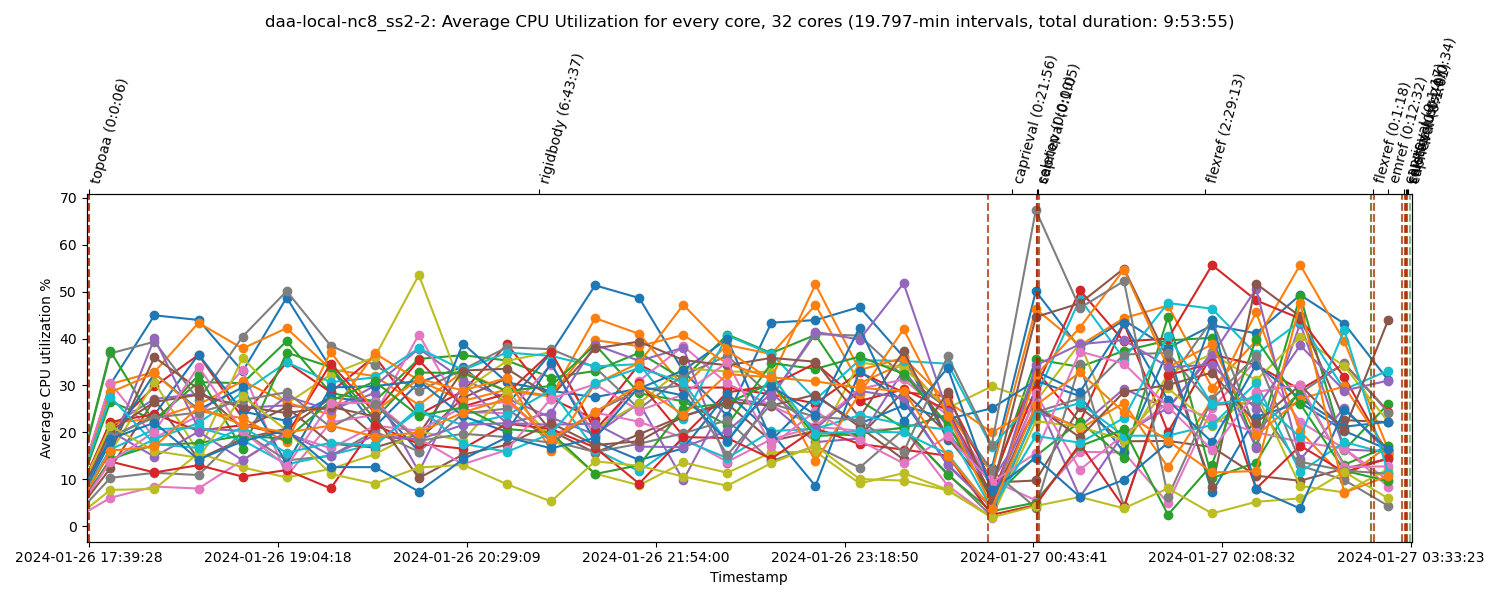 daa-local-nc8_ss2-2: Average CPU Utilization for every core, 32 cores (19.797-min intervals, total duration: 9:53:55)
topoaa (0:0:06)
rigidbody (6:43:37)
caprieval (0:21:56)
flexref (2:29:13)
flexref (0:1:18)
emref (0:12:32)
Average CPU utilization %
70
60
50
40
30
20
10
0
2024-01-26 17:39:28
2024-01-26 19:04:18
2024-01-26 20:29:09
2024-01-26 21:54:00
2024-01-26 23:18:50
2024-01-27 00:43:41
2024-01-27 02:08:32
2024-01-27 03:33:23
Timestamp